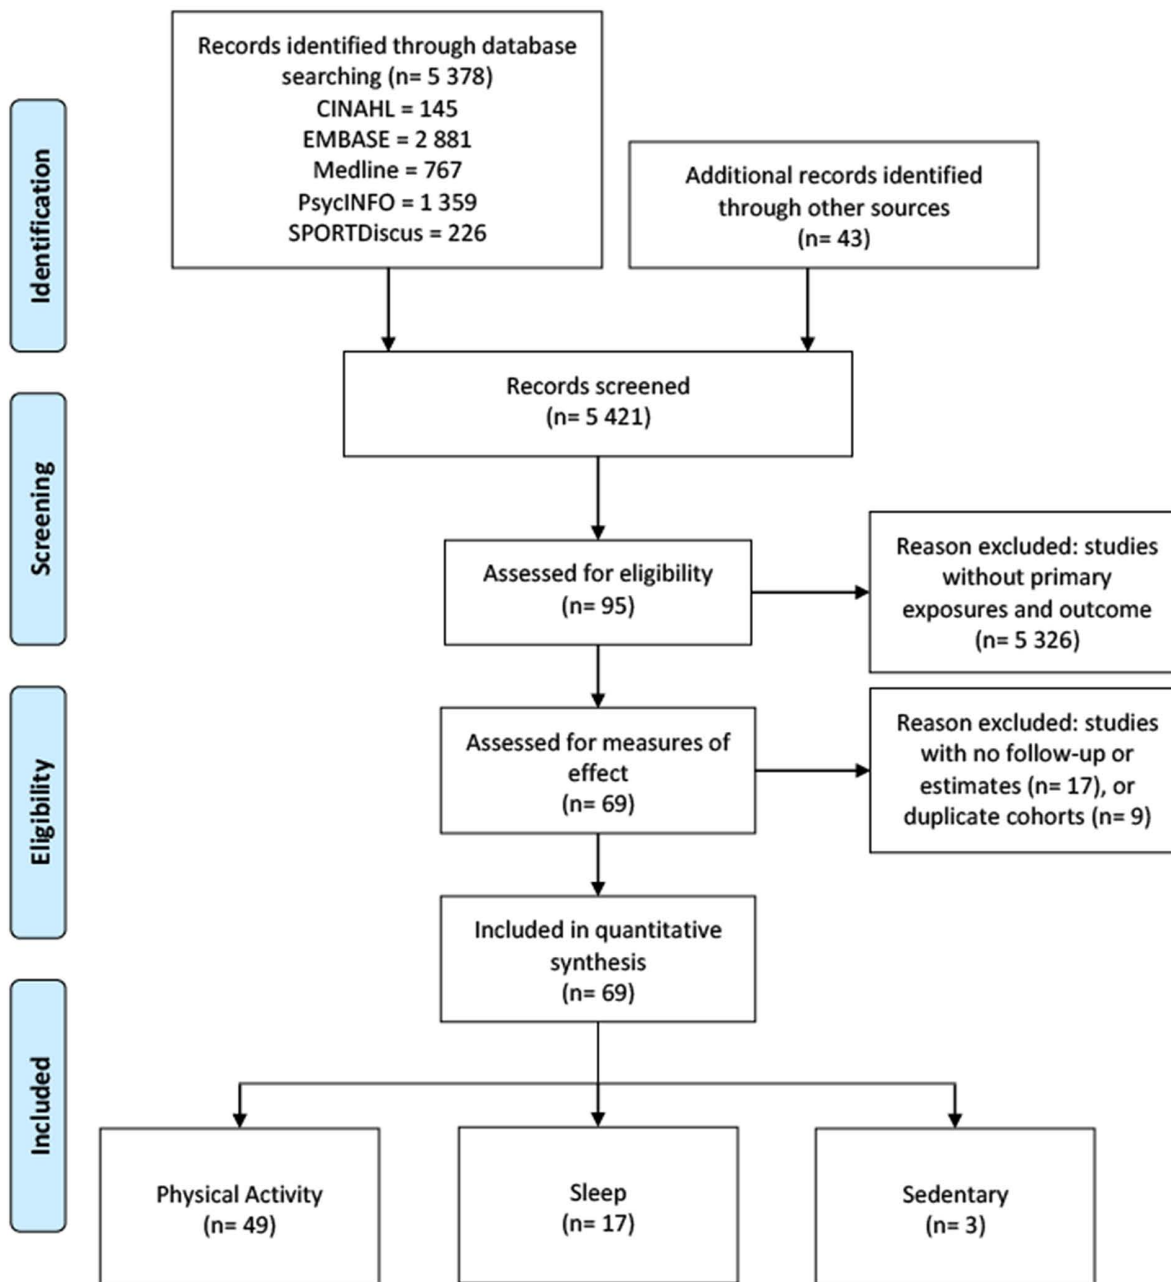 Records identified through database
searching (n= 5 378)
CINAHL = 145
EMBASE = 2 881
Medline = 767
PsycINFO = 1 359
SPORTDiscus = 226
Additional records identified
through other sources
(n= 43)
Identification
Records screened
(n= 5 421)
Screening
Assessed for eligibility
(n= 95)
Reason excluded: studies
without primary
exposures and outcome
(n= 5 326)
Eligibility
Assessed for measures of
effect
(n= 69)
Reason excluded: studies
with no follow-up or
estimates (n= 17), or
duplicate cohorts (n= 9)
Included in quantitative
synthesis
(n= 69)
Included
Physical Activity
(n= 49)
Sleep
(n= 17)
Sedentary
(n= 3)